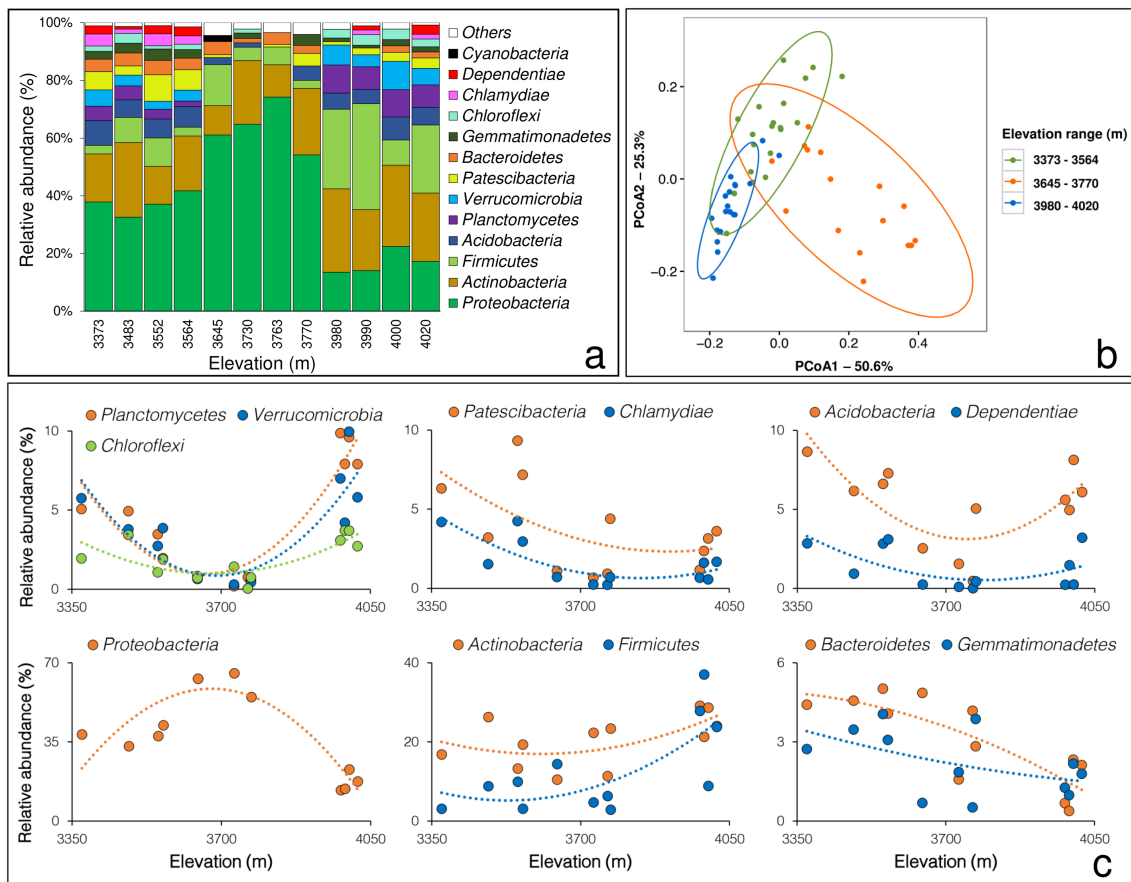 100%
80%
60%
40%
20%
0%
Relative abundance (%)
3373
3483
3552
3564
3645
3730
3763
3770
3980
3990
4000
4020
Elevation (m)
Others
Cyanobacteria
Dependentiae
Chlamydiae
Chloroflexi
Gemmatimonadetes
Bacteroidetes
Patescibacteria
Verrucomicrobia
Planctomycetes
Acidobacteria
Firmicutes
Actinobacteria
Proteobacteria
a
0.2
0.0
−0.2
PCoA2 – 25.3%
−0.2
0.0
0.2
0.4
PCoA1 – 50.6%
Elevation range (m)
3373 - 3564
3645 - 3770
3980 - 4020
b
Planctomycetes Verrucomicrobia
Chloroflexi
Relative abundance (%)
10
5
0
3350 3700 4050
Patescibacteria Chlamydiae
10
5
0
3350 3700 4050
Acidobacteria Dependentiae
10
5
0
3350 3700 4050
Proteobacteria
Relative abundance (%)
70
35
0
3350 3700 4050
Elevation (m)
Actinobacteria Firmicutes
40
20
0
3350 3700 4050
Elevation (m)
Bacteroidetes Gemmatimonadetes
6
3
0
3350 3700 4050
Elevation (m)
c